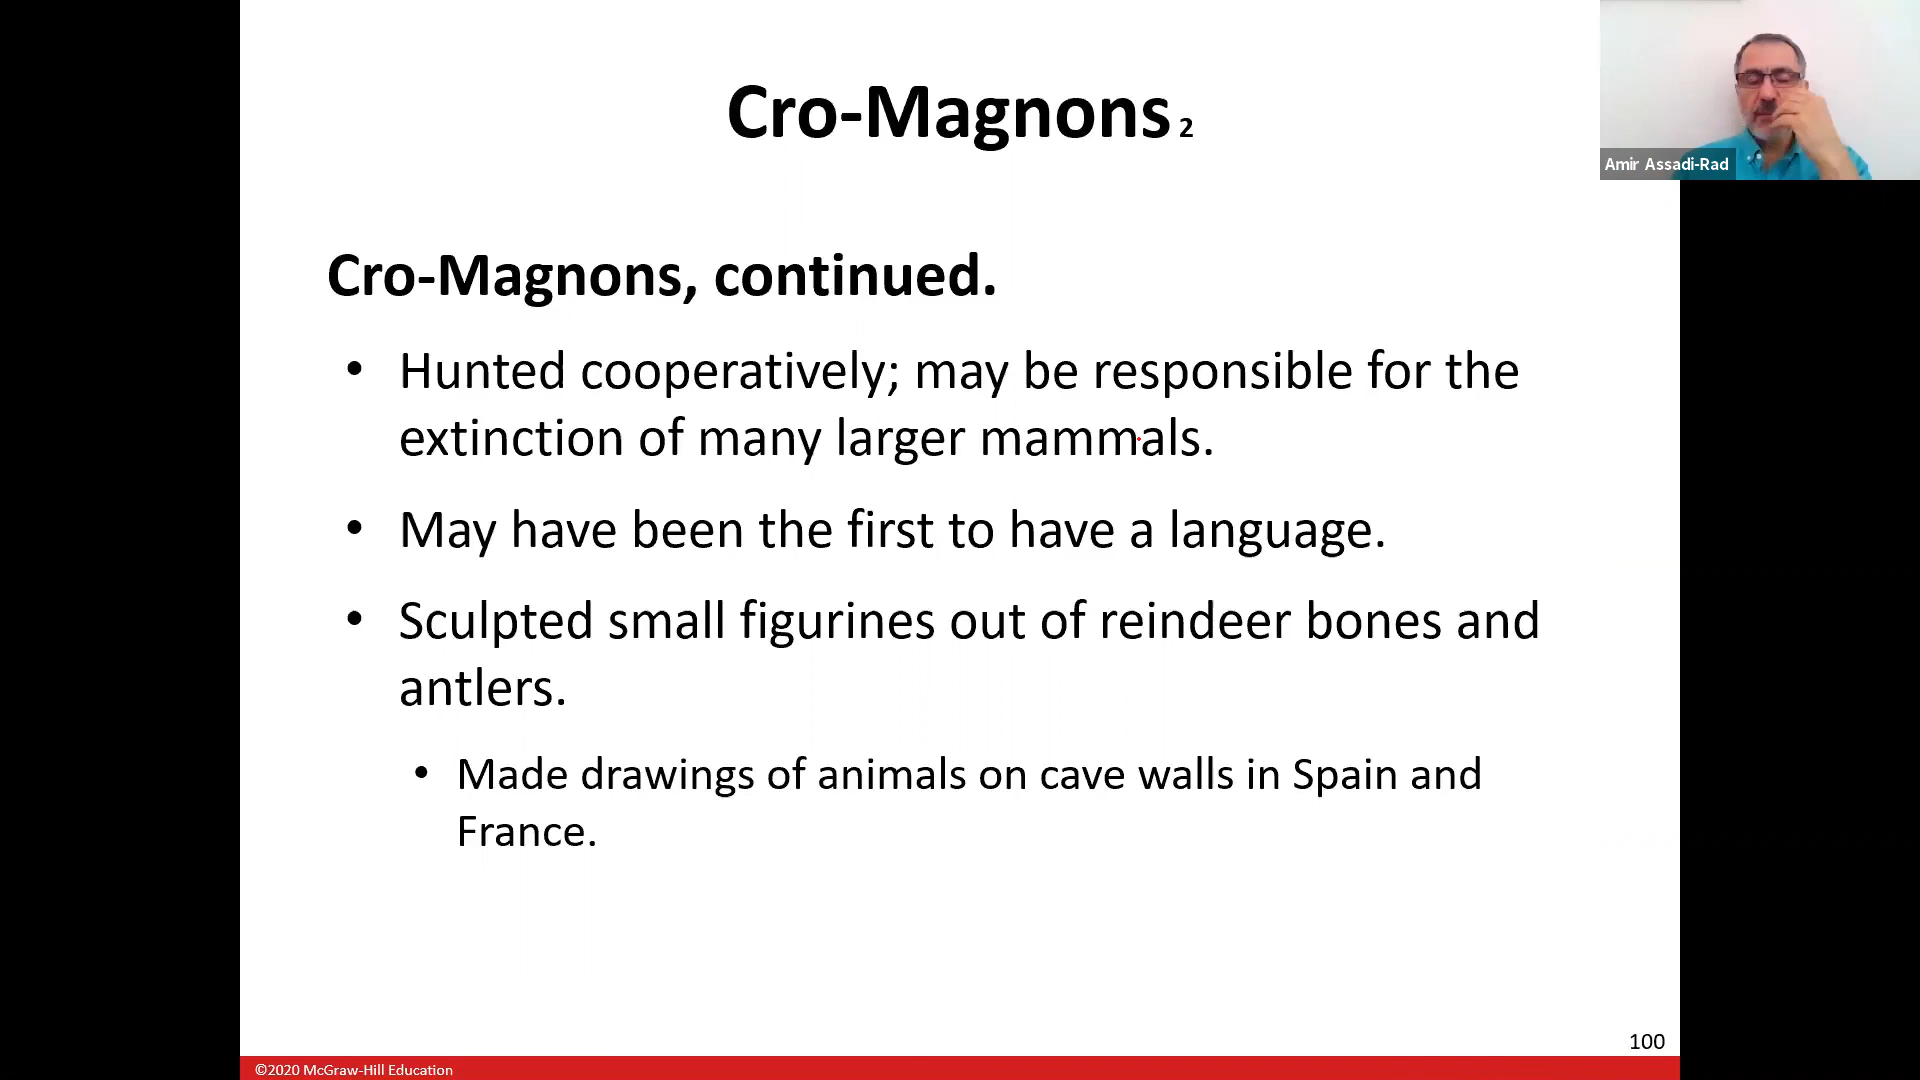 Cro-Magnons 2
Amir Assadi-Rad
Cro-Magnons, continued.
• Hunted cooperatively; may be responsible for the
extinction of many larger mammals.
• May have been the first to have a language.
• Sculpted small figurines out of reindeer bones and
antlers.
• Made drawings of animals on cave walls in Spain and
France.
100
©2020 McGraw-Hill Education